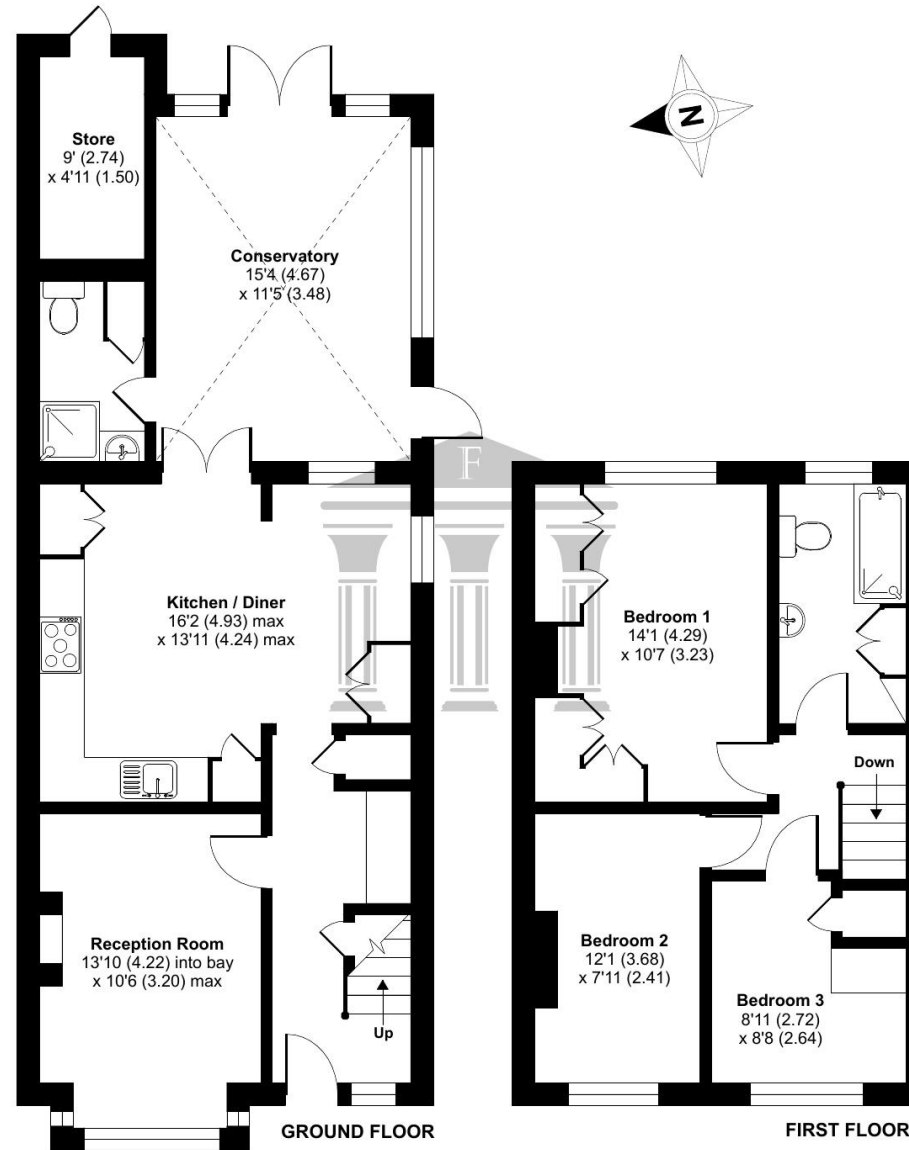 Store
9' (2.74)
x 4'11 (1.50)
N
Conservatory
15'4 (4.67)
x 11'5 (3.48)
F
Kitchen / Diner
16'2 (4.93) max
x 13'11 (4.24) max
Bedroom 1
14'1 (4.29)
x 10'7 (3.23)
Down
Reception Room
13'10 (4.22) into bay
x 10'6 (3.20) max
Up
Bedroom 2
12'1 (3.68)
x 7'11 (2.41)
Bedroom 3
8'11 (2.72)
x 8'8 (2.64)
GROUND FLOOR
FIRST FLOOR